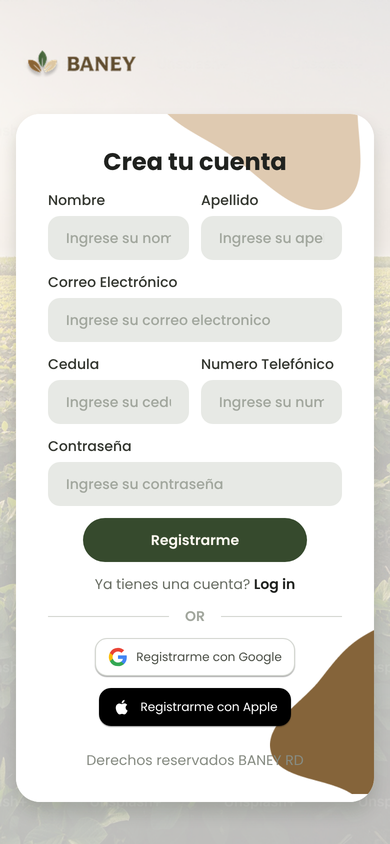 BANEY
Crea tu cuenta
Nombre Apellido
Ingrese su nom Ingrese su ape
Correo Electrónico
Ingrese su correo electronico
Cedula Numero Telefónico
Ingrese su cedu Ingrese su num
Contraseña
Ingrese su contraseña
Registrarme
Ya tienes una cuenta? Log in
OR
Registrarme con Google
Registrarme con Apple
Derechos reservados BANEY RD